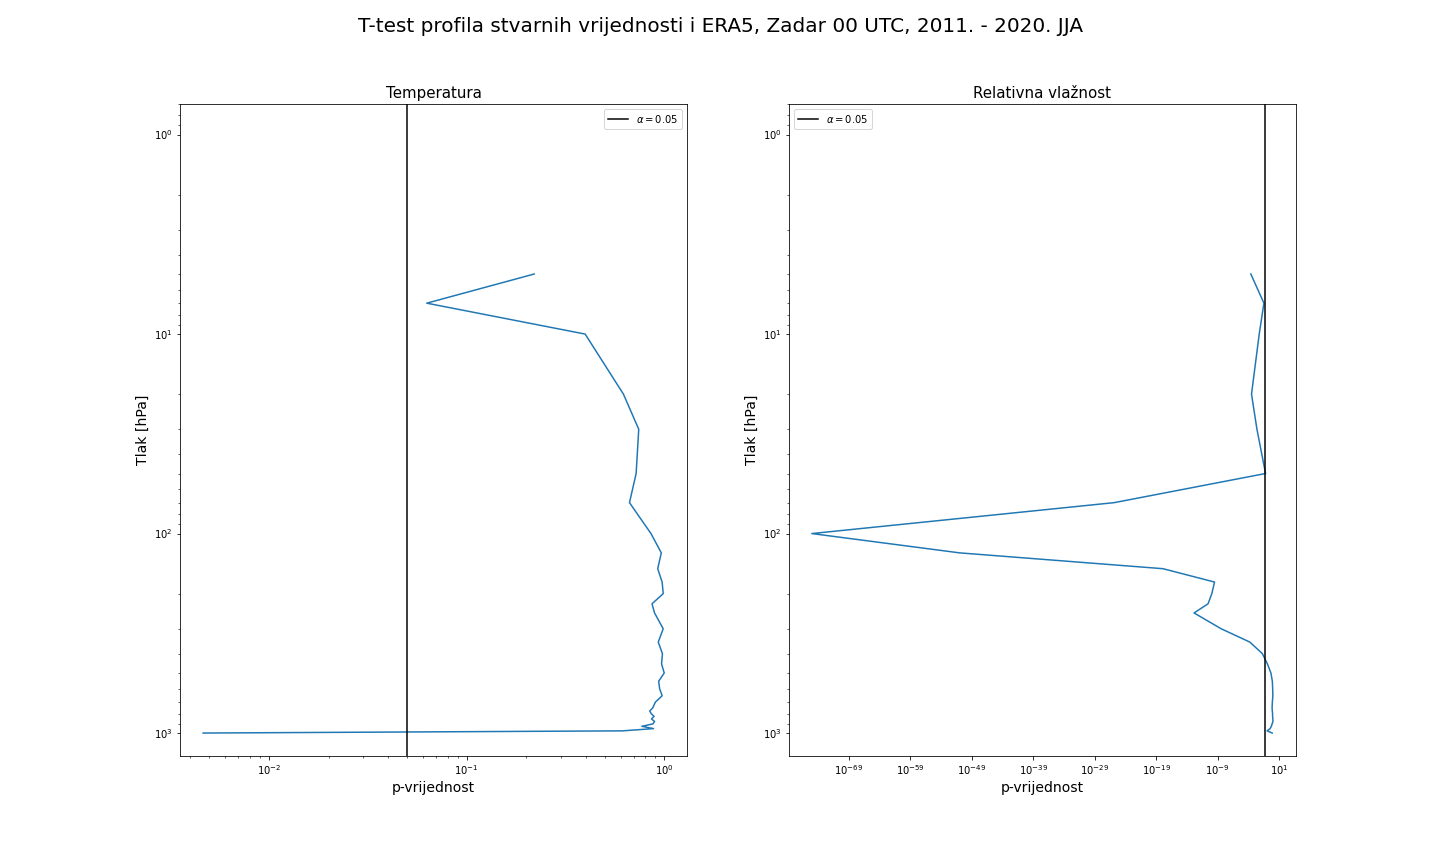 T-test profila stvarnih vrijednosti i ERA5, Zadar 00 UTC, 2011. - 2020. JJA
Temperatura
α = 0.05
10⁰
10¹
10²
10³
Tlak [hPa]
10⁻²
10⁻¹
10⁰
p-vrijednost
Relativna vlažnost
α = 0.05
10⁰
10¹
10²
10³
Tlak [hPa]
10⁻⁶⁹
10⁻⁵⁹
10⁻⁴⁹
10⁻³⁹
10⁻²⁹
10⁻¹⁹
10⁻⁹
10¹
p-vrijednost